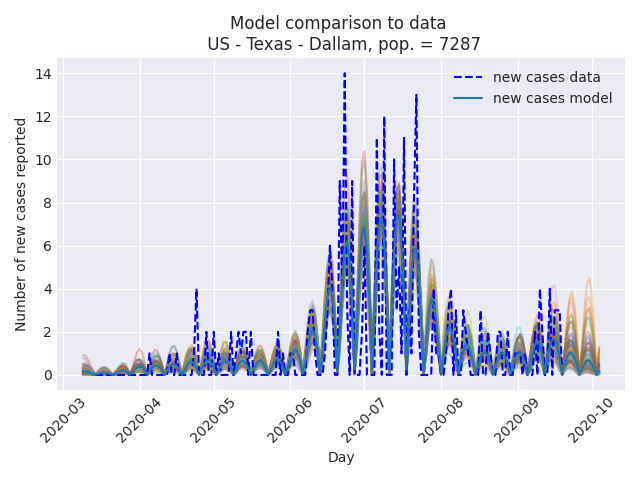 Model comparison to data
US - Texas - Dallam, pop. = 7287
new cases data
new cases model
Number of new cases reported
14
12
10
8
6
4
2
0
2020-03
2020-04
2020-05
2020-06
2020-07
2020-08
2020-09
2020-10
Day